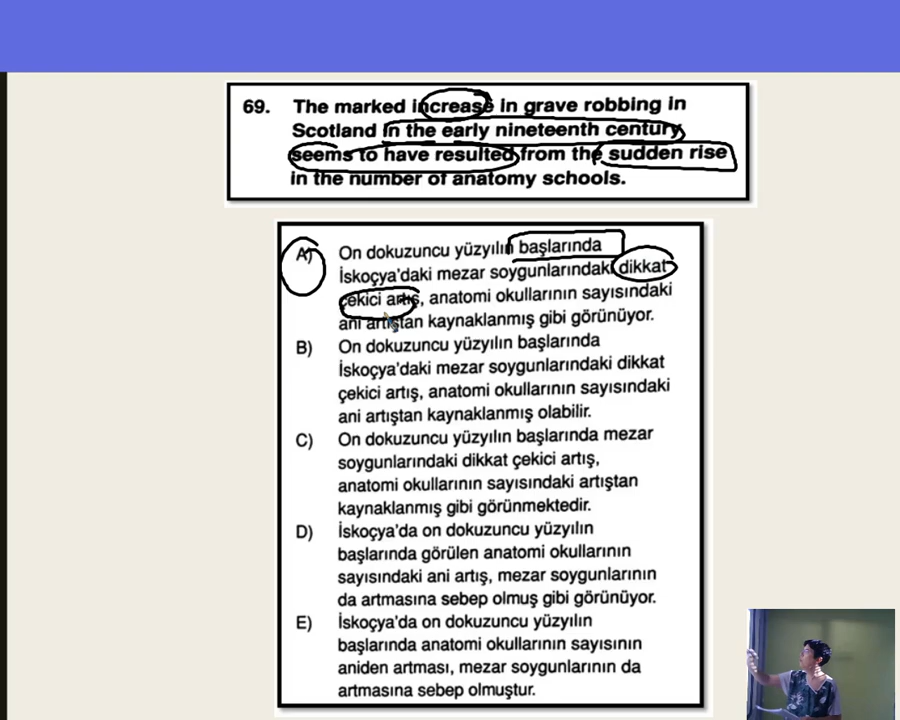 69. The marked increase in grave robbing in
Scotland in the early nineteenth century
seems to have resulted from the sudden rise
in the number of anatomy schools.
A) On dokuzuncu yüzyılın başlarında
İskoçya'daki mezar soygunlarındaki dikkat
çekici artış, anatomi okullarının sayısındaki
ani artıştan kaynaklanmış gibi görünüyor.
B) On dokuzuncu yüzyılın başlarında
İskoçya'daki mezar soygunlarındaki dikkat
çekici artış, anatomi okullarının sayısındaki
ani artıştan kaynaklanmış olabilir.
C) On dokuzuncu yüzyılın başlarında mezar
soygunlarındaki dikkat çekici artış,
anatomi okullarının sayısındaki artıştan
kaynaklanmış gibi görünmektedir.
D) İskoçya'da on dokuzuncu yüzyılın
başlarında görülen anatomi okullarının
sayısındaki ani artış, mezar soygunlarının
da artmasına sebep olmuş gibi görünüyor.
E) İskoçya'da on dokuzuncu yüzyılın
başlarında anatomi okullarının sayısının
aniden artması, mezar soygunlarının da
artmasına sebep olmuştur.